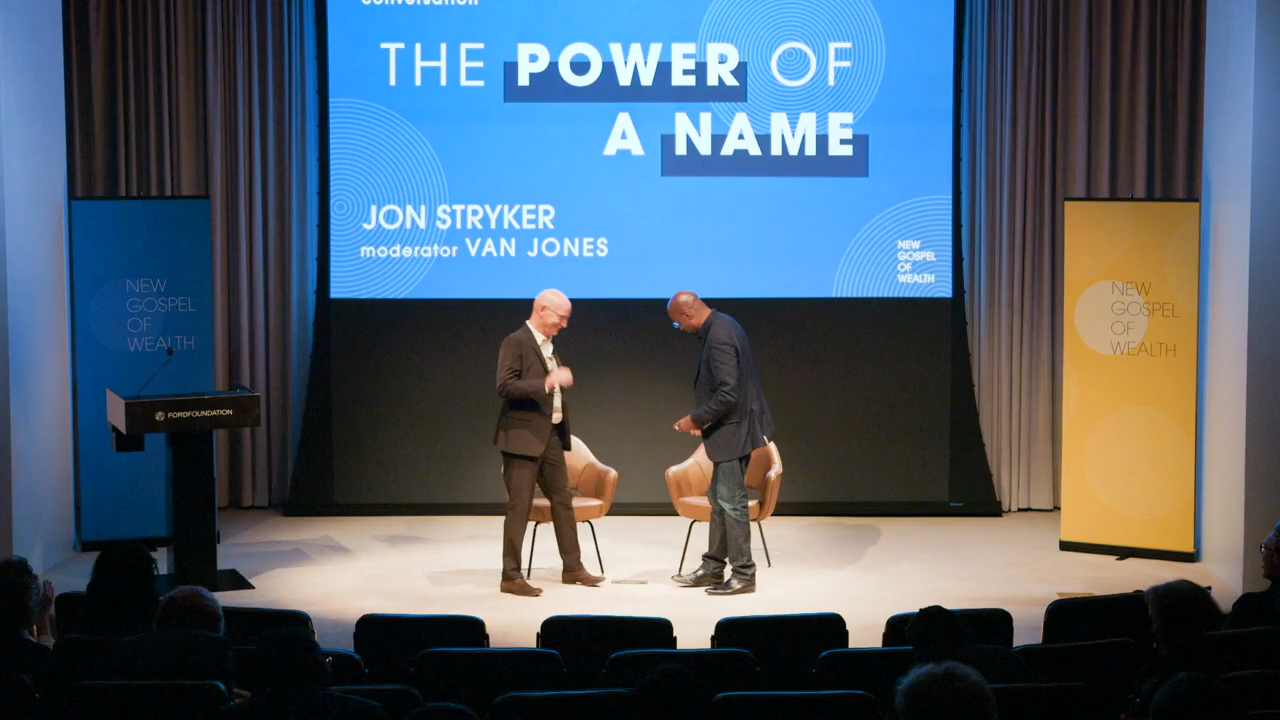 conversation
THE POWER OF
A NAME
JON STRYKER
moderator VAN JONES
NEW
GOSPEL
OF
WEALTH
NEW
GOSPEL
OF
WEALTH
FORDFOUNDATION
NEW
GOSPEL
OF
WEALTH